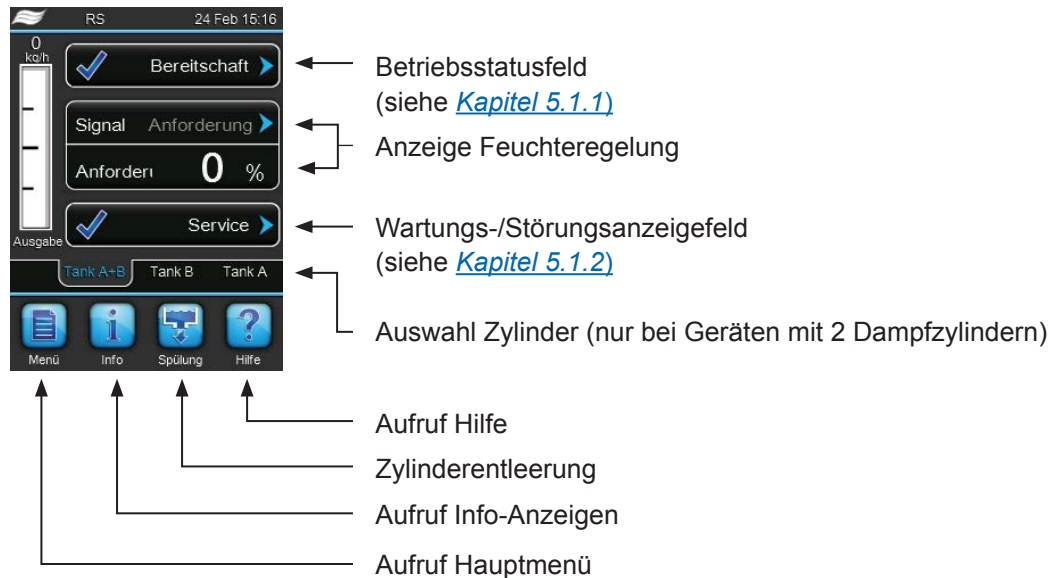 RS 24 Feb 15:16
0
kg/h
Bereitschaft
Signal Anforderung
Anforderı 0 %
Service
Ausgabe
Tank A+B Tank B Tank A
Menü Info Spülung Hilfe
Betriebsstatusfeld
(siehe Kapitel 5.1.1)
Anzeige Feuchteregelung
Wartungs-/Störungsanzeigefeld
(siehe Kapitel 5.1.2)
Auswahl Zylinder (nur bei Geräten mit 2 Dampfzylindern)
Aufruf Hilfe
Zylinderentleerung
Aufruf Info-Anzeigen
Aufruf Hauptmenü